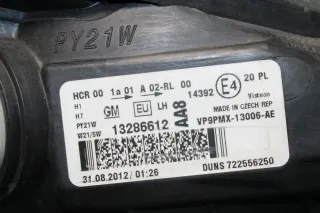 PY21W
HCR 00 1a 01 A 02-RL 00 14392 E4 20 PL
H1
H7 GM EU LH Visteon
PY21W MADE IN CZECH REP
W21/5W 13286612 AA8 VP9PMX-13006-AE
31.08.2012/01:26 DUNS 722556250